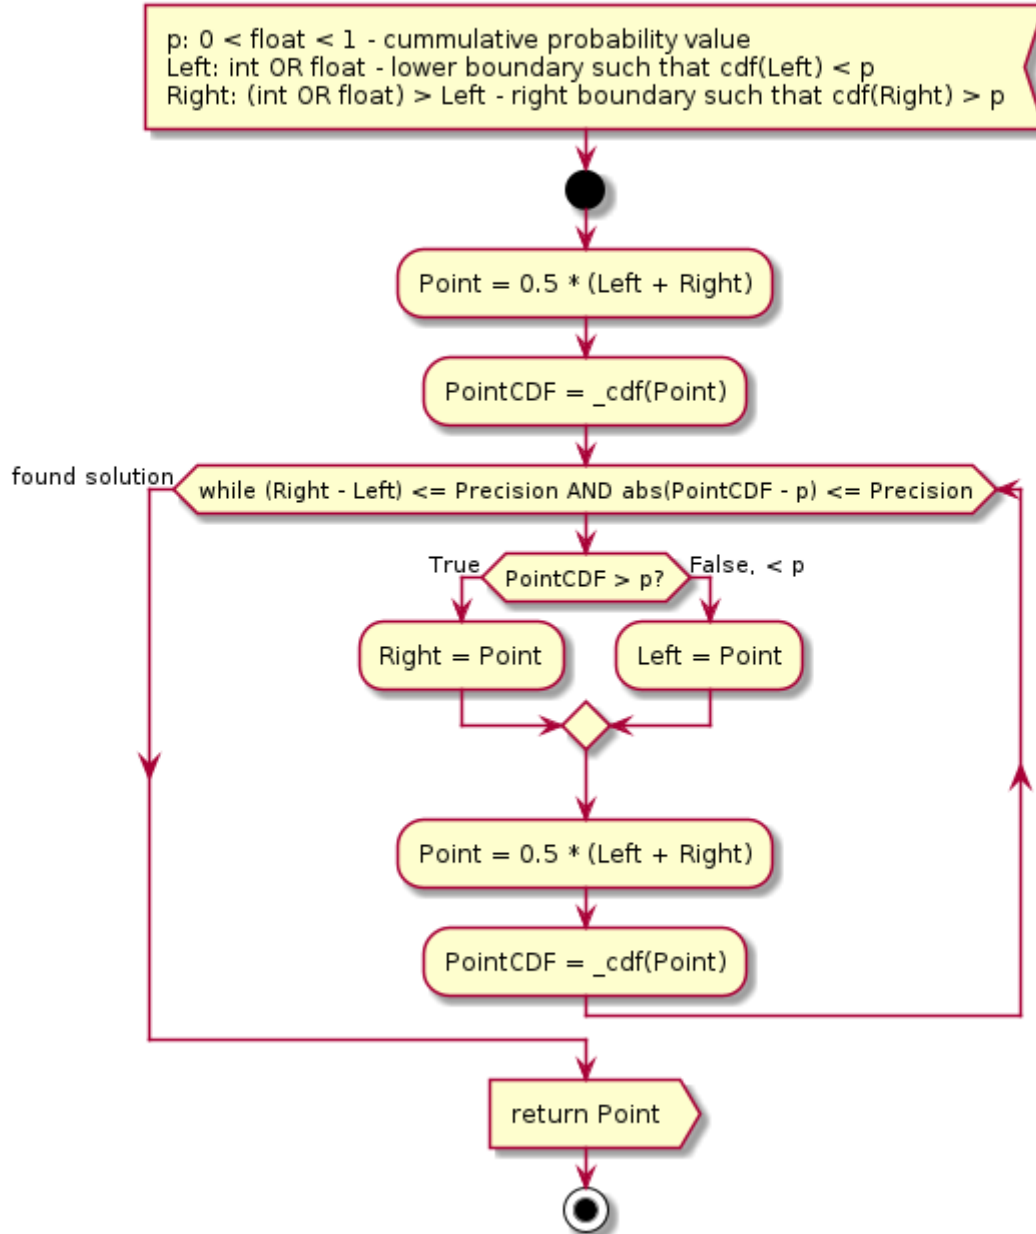 p: 0 < float < 1 - cummulative probability value
Left: int OR float - lower boundary such that cdf(Left) < p
Right: (int OR float) > Left - right boundary such that cdf(Right) > p
Point = 0.5 * (Left + Right)
PointCDF = _cdf(Point)
found solution
while (Right - Left) <= Precision AND abs(PointCDF - p) <= Precision
True
PointCDF > p?
False, < p
Right = Point
Left = Point
Point = 0.5 * (Left + Right)
PointCDF = _cdf(Point)
return Point